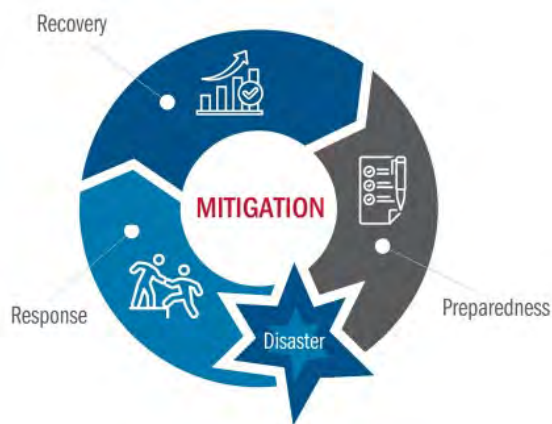 Recovery
MITIGATION
Response
Disaster
Preparedness